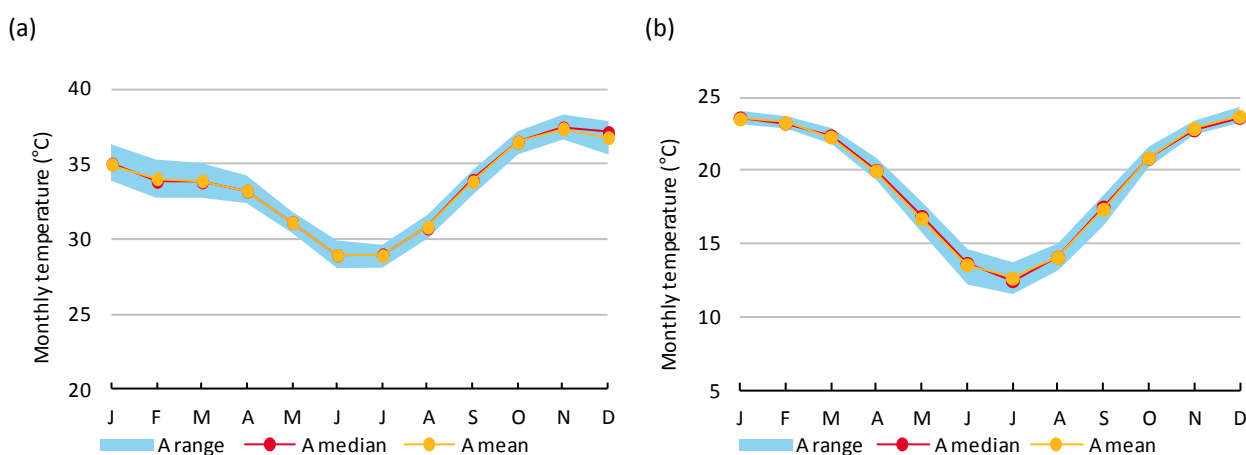 (a)
Monthly temperature (°C)
40
35
30
25
20
J F M A M J J A S O N D
A range A median A mean
(b)
Monthly temperature (°C)
25
20
15
10
5
J F M A M J J A S O N D
A range A median A mean